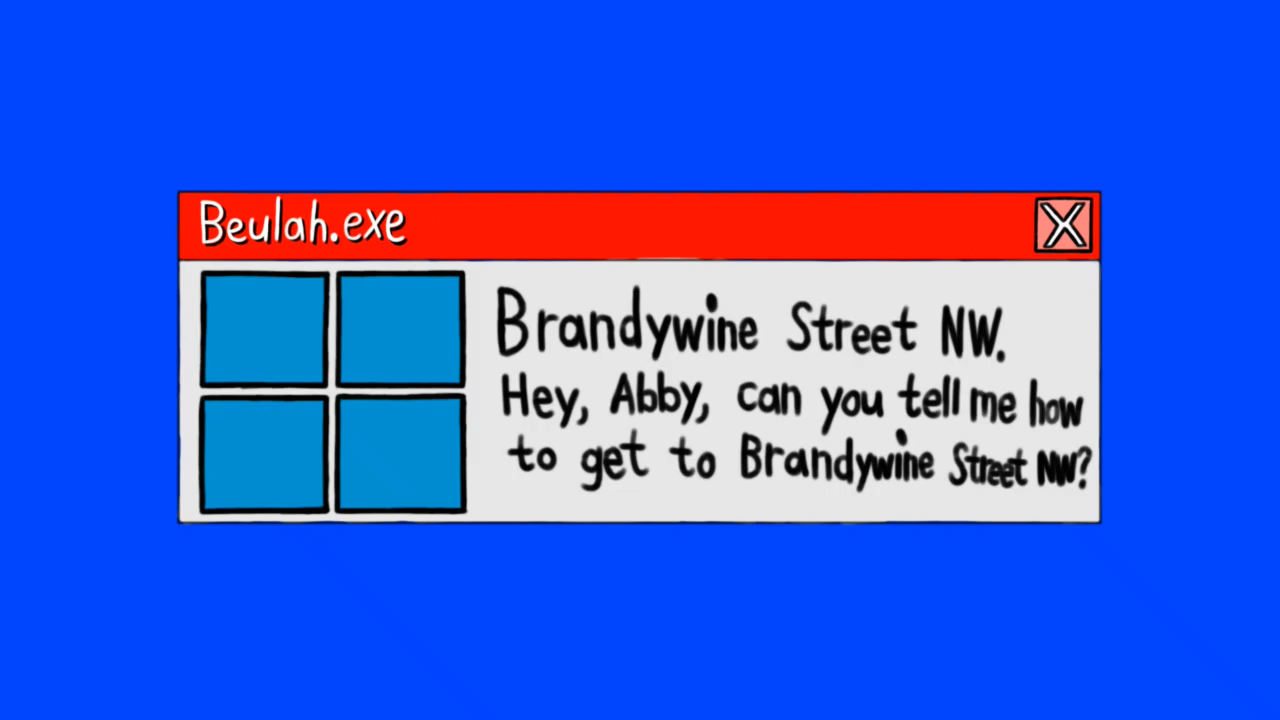 Beulah.exe
X
Brandywine Street NW.
Hey, Abby, can you tell me how
to get to Brandywine Street NW?